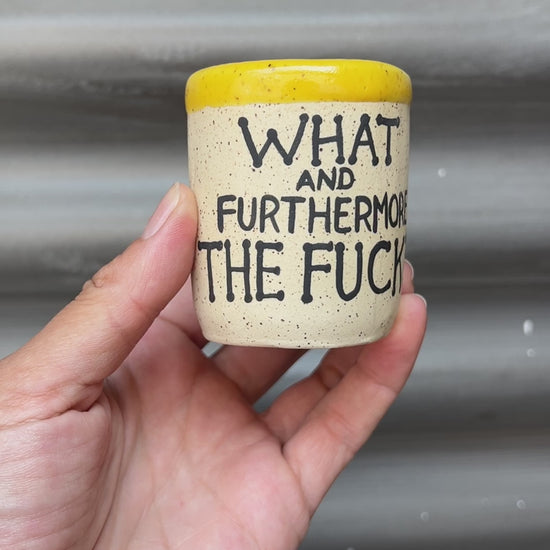 WHAT
AND
FURTHERMORE
THE FUCK